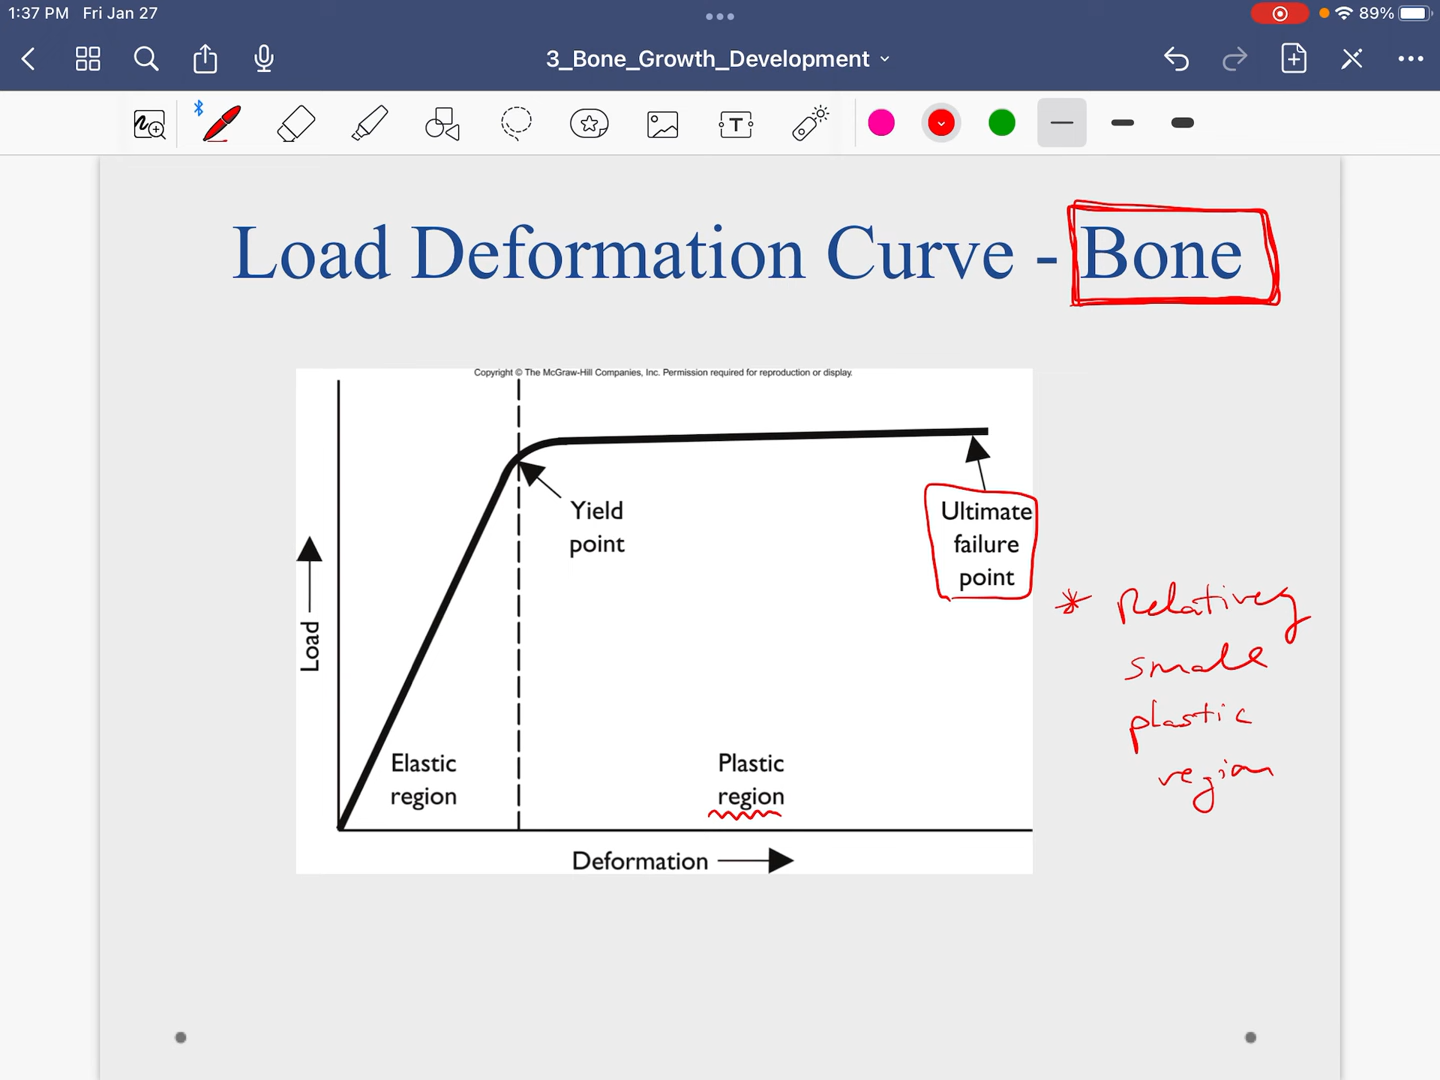 1:37 PM Fri Jan 27
89%
3_Bone_Growth_Development
T
Load Deformation Curve - Bone
Copyright © The McGraw-Hill Companies, Inc. Permission required for reproduction or display.
Yield
point
Ultimate
failure
point
Load
Elastic
region
Plastic
region
Deformation
* Relatively
small
plastic
region